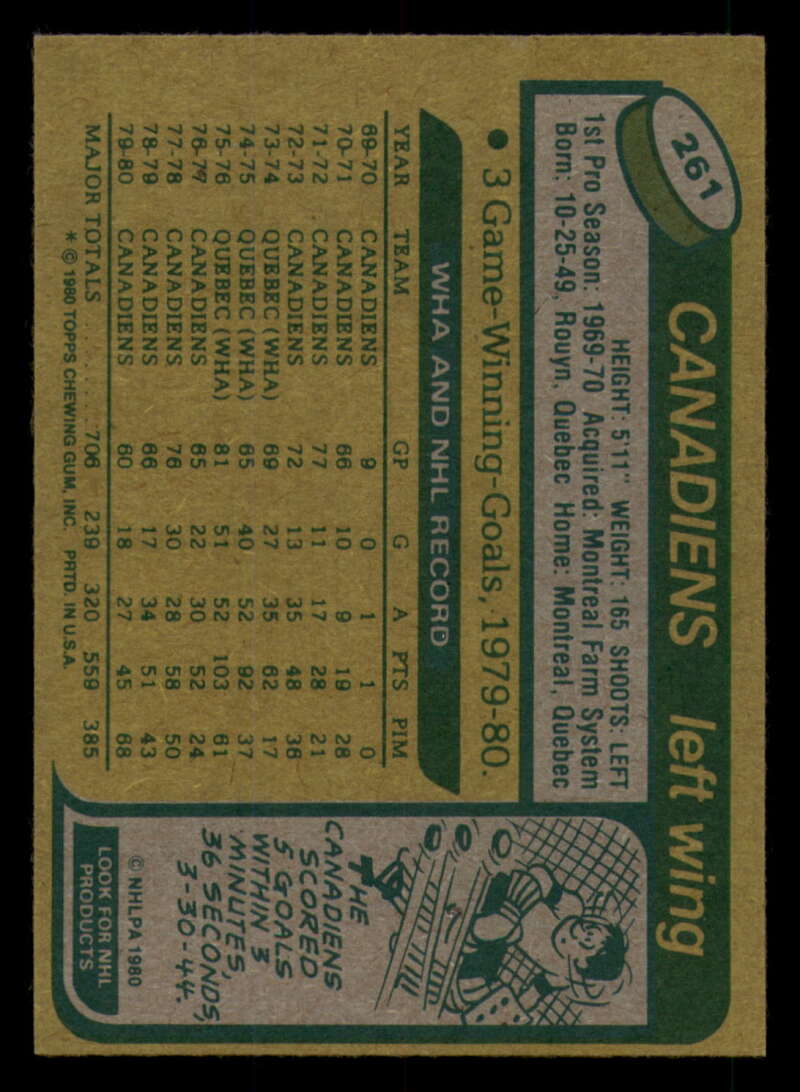 261
CANADIENS left wing
HEIGHT: 5'11" WEIGHT: 165 SHOOTS: LEFT
1st Pro Season: 1969-70 Acquired: Montreal Farm System
Born: 10-25-49, Rouyn, Quebec Home: Montreal, Quebec
● 3 Game-Winning-Goals, 1979-80.
WHA AND NHL RECORD
YEAR TEAM GP G A PTS PIM
69-70 CANADIENS 9 0 1 1 0
70-71 CANADIENS 66 10 9 19 28
71-72 CANADIENS 77 11 17 28 21
72-73 CANADIENS 72 13 35 48 36
73-74 QUEBEC (WHA) 69 27 35 62 17
74-75 QUEBEC (WHA) 65 40 52 92 37
75-76 QUEBEC (WHA) 81 51 52 103 61
76-77 CANADIENS 65 22 30 52 24
77-78 CANADIENS 76 30 28 58 50
78-79 CANADIENS 66 17 34 51 43
79-80 CANADIENS 60 18 27 45 68
MAJOR TOTALS ........ 706 239 320 559 385
* © 1980 TOPPS CHEWING GUM, INC. PRTD. IN U.S.A.
THE
CANADIENS
SCORED
5 GOALS
WITHIN 3
MINUTES,
36 SECONDS,
3-30-44.
© NHLPA 1980
LOOK FOR NHL
PRODUCTS